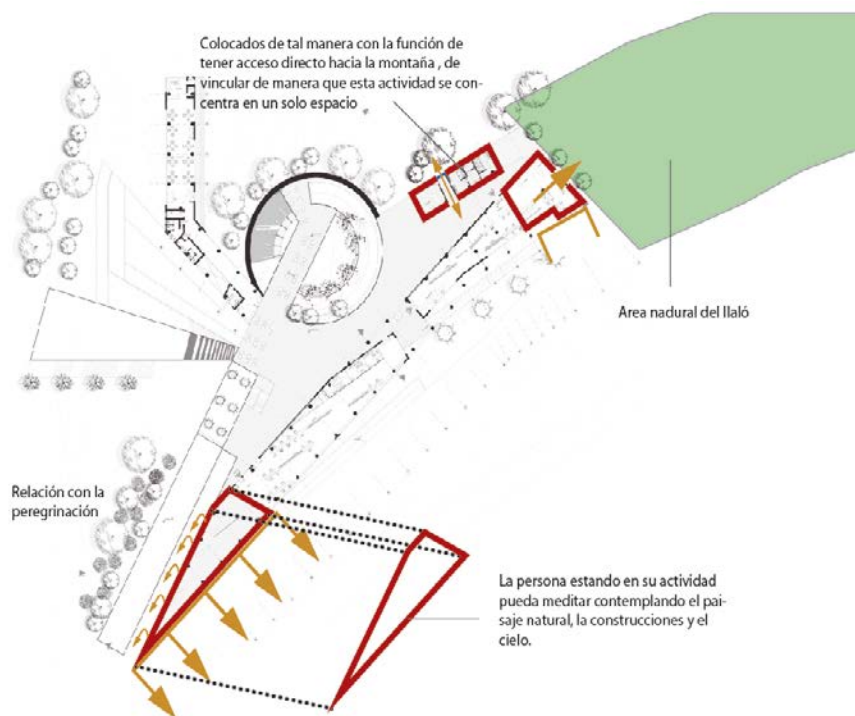 Colocados de tal manera con la función de
tener acceso directo hacia la montaña , de
vincular de manera que esta actividad se con-
centra en un solo espacio
Area nadural del Ilaló
Relación con la
peregrinación
La persona estando en su actividad
pueda meditar contemplando el pai-
saje natural, la construcciones y el
cielo.